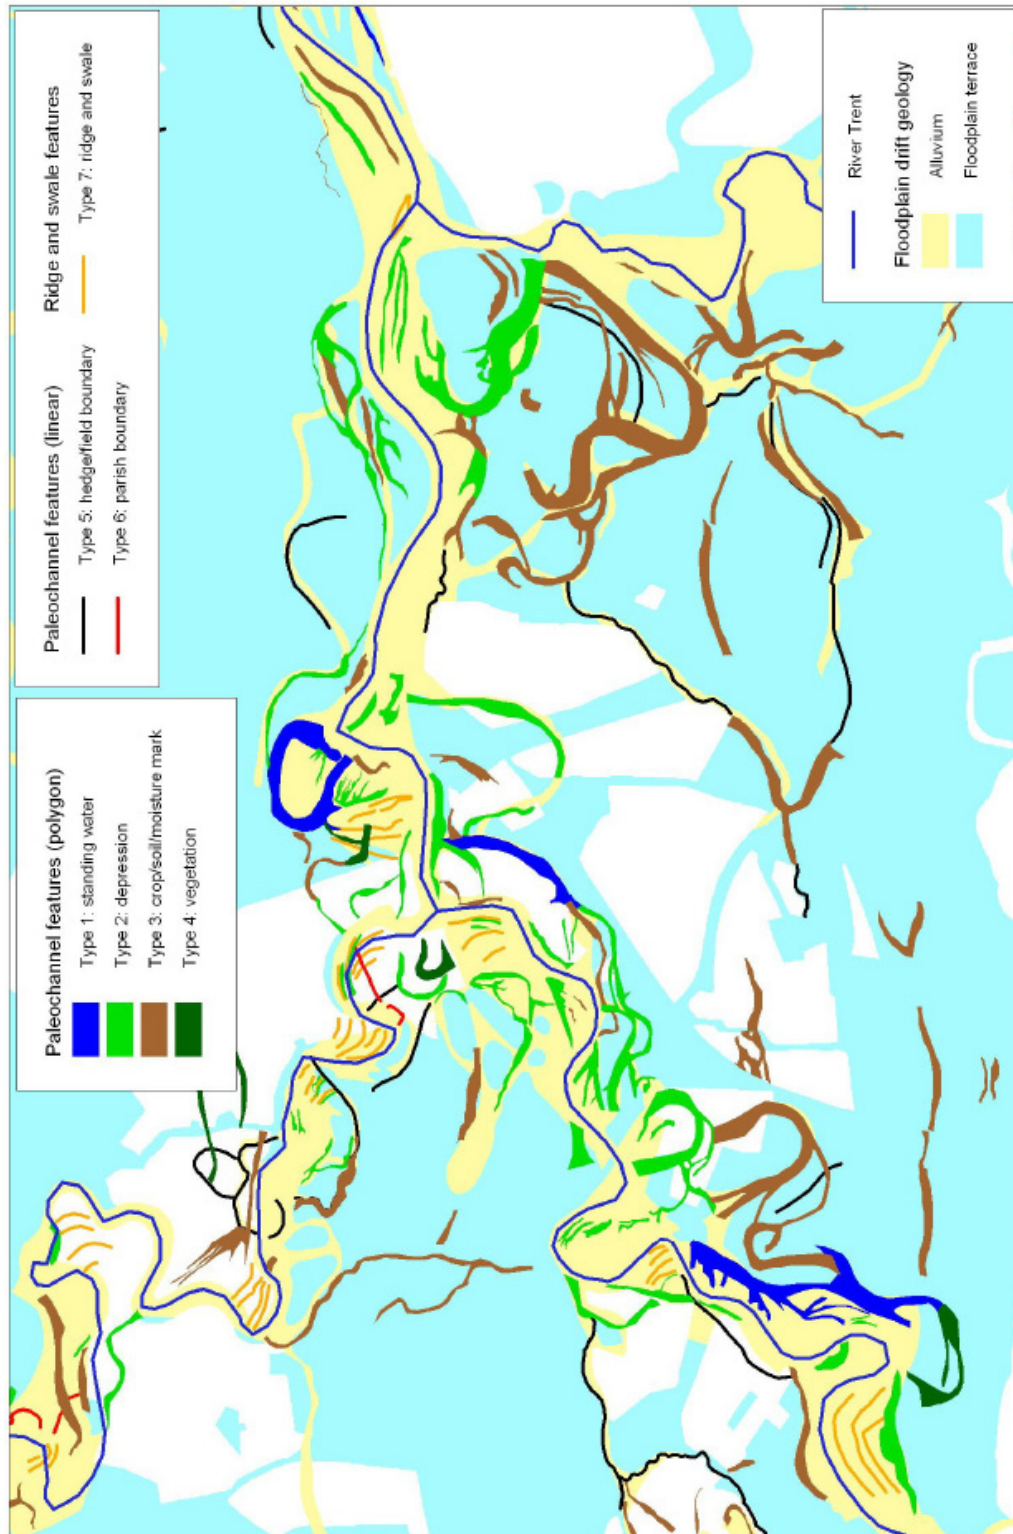 Paleochannel features (polygon)
Type 1: standing water
Type 2: depression
Type 3: crop/soil/moisture mark
Type 4: vegetation
Paleochannel features (linear)
Type 5: hedge/field boundary
Type 6: parish boundary
Ridge and swale features
Type 7: ridge and swale
River Trent
Floodplain drift geology
Alluvium
Floodplain terrace